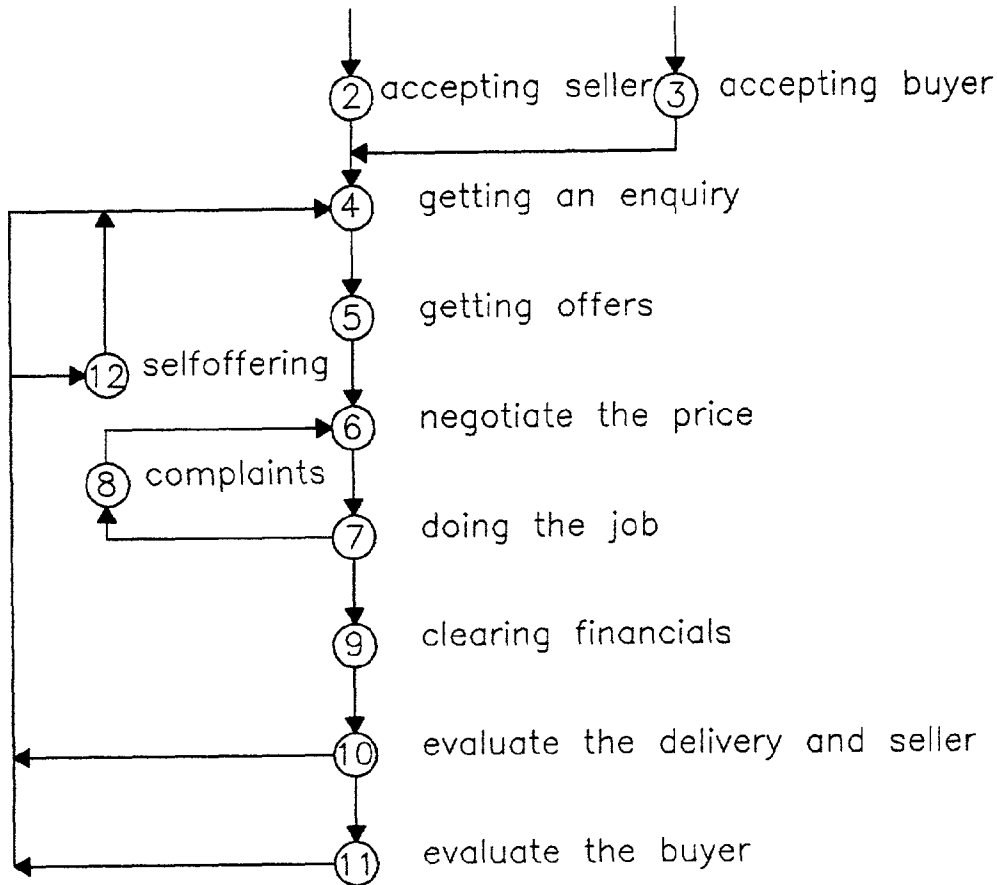 2 accepting seller 3 accepting buyer
4 getting an enquiry
5 getting offers
12 selfoffering
6 negotiate the price
8 complaints
7 doing the job
9 clearing financials
10 evaluate the delivery and seller
11 evaluate the buyer